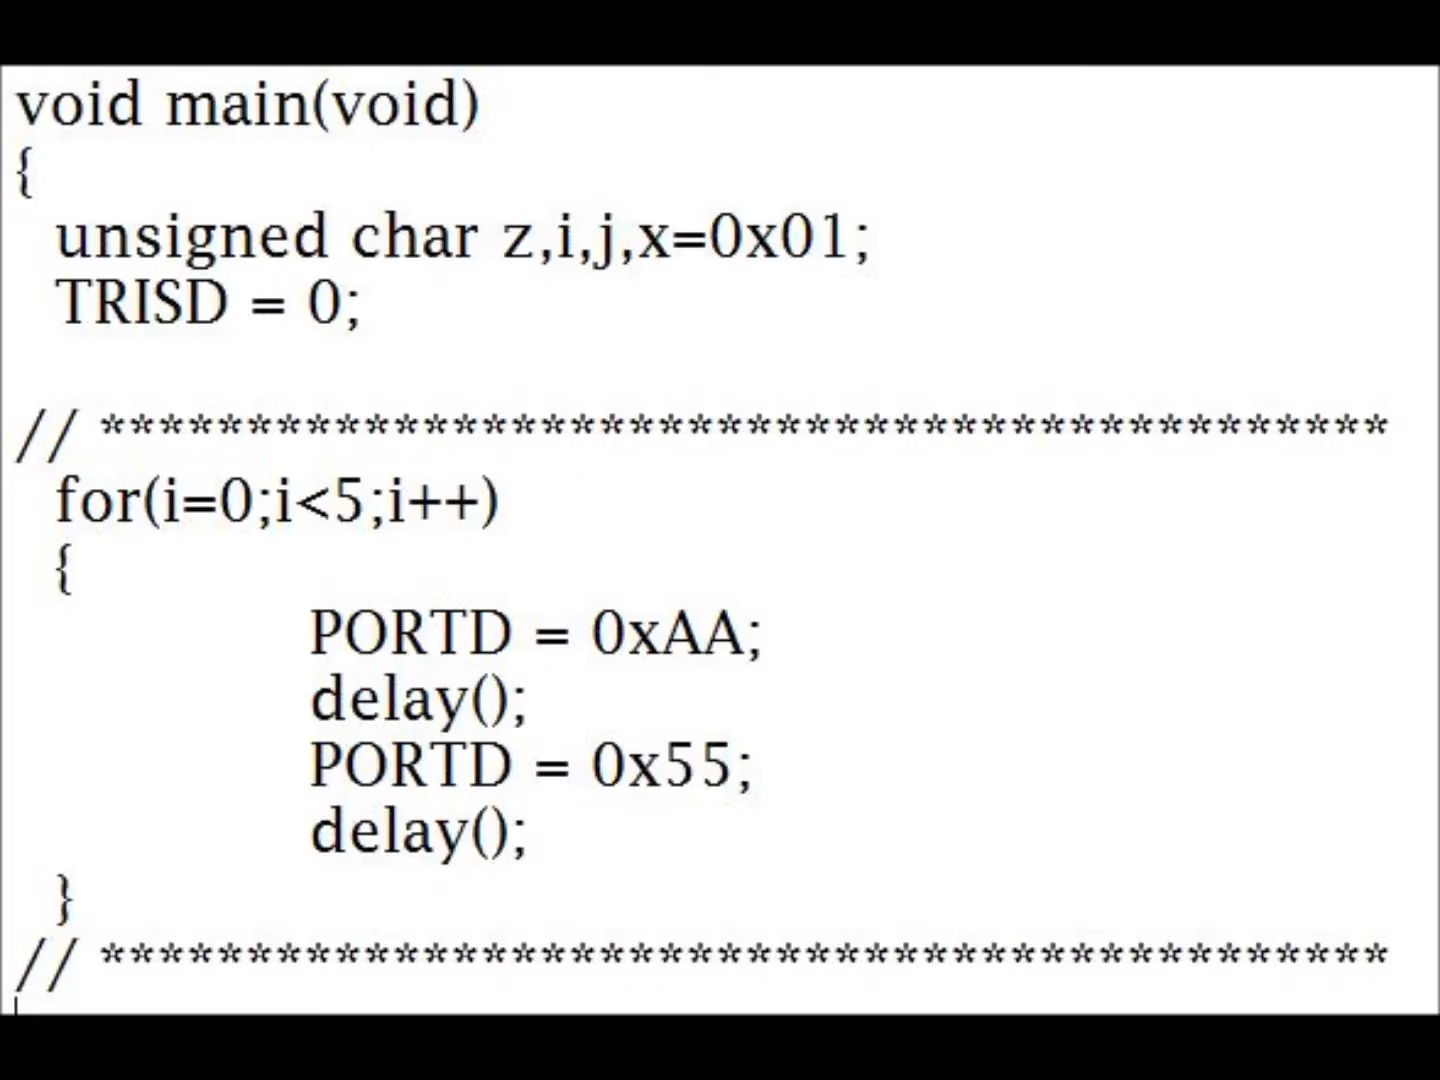 void main(void)
{
unsigned char z,i,j,x=0x01;
TRISD = 0;
// ********************************************
for(i=0;i<5;i++)
{
PORTD = 0xAA;
delay();
PORTD = 0x55;
delay();
}
// ********************************************